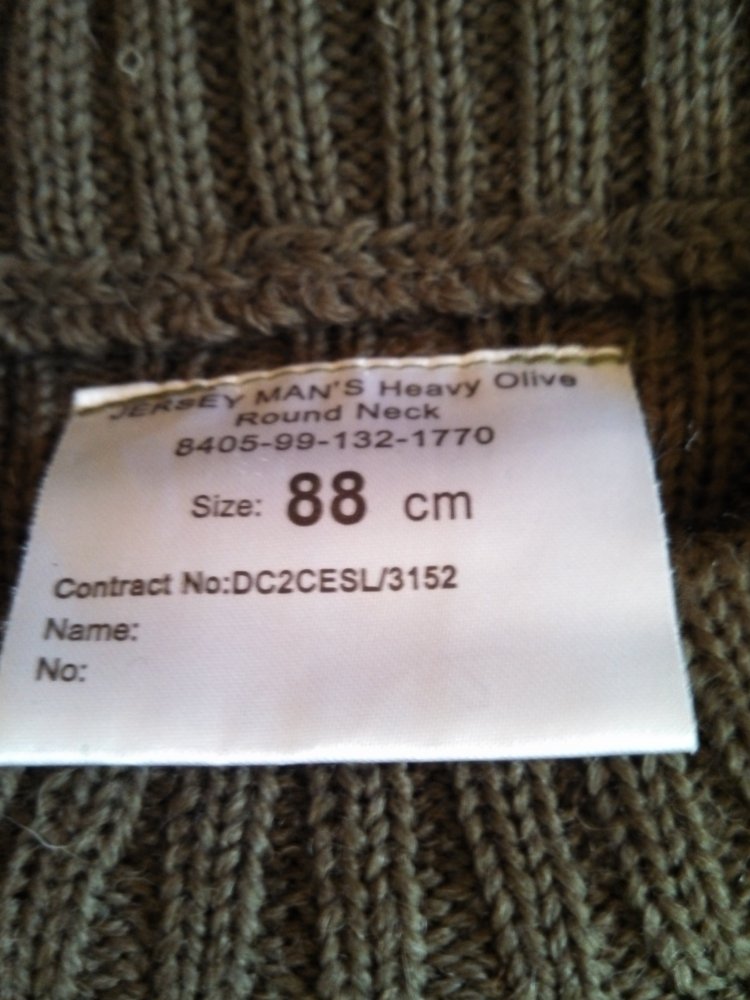 JERSEY MAN'S Heavy Olive
Round Neck
8405-99-132-1770
Size: 88 cm
Contract No:DC2CESL/3152
Name:
No: